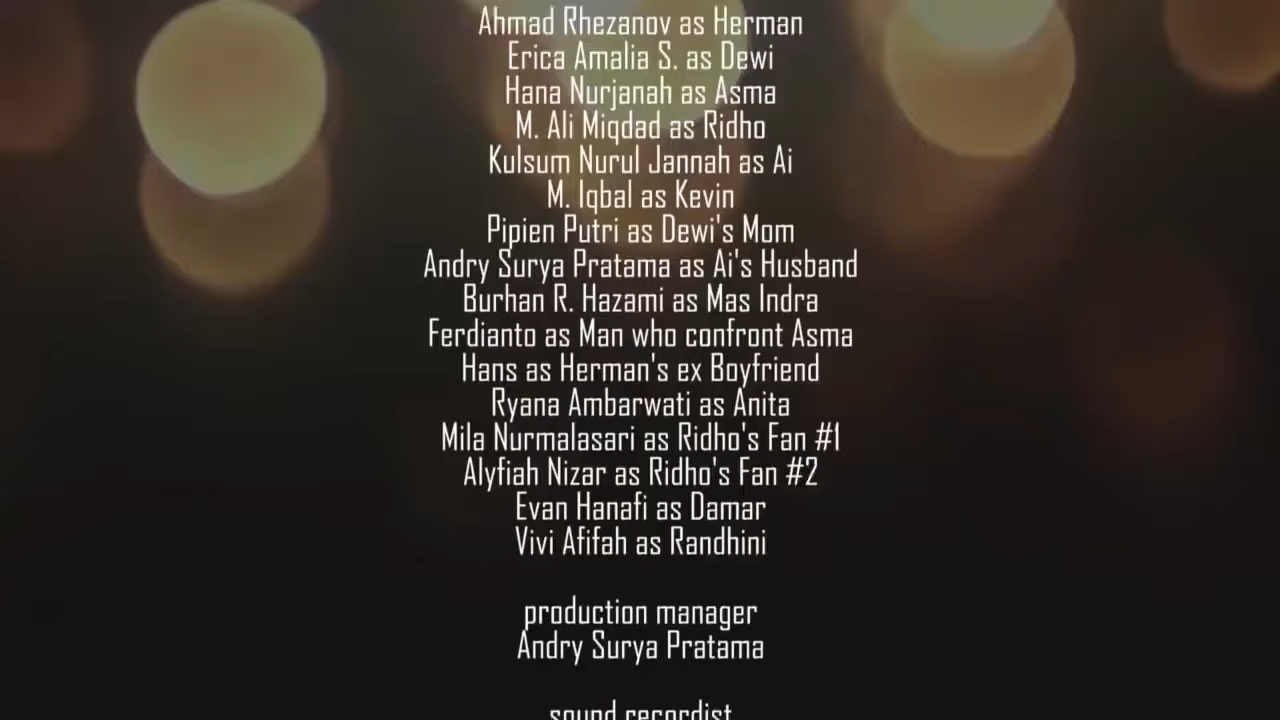 Ahmad Rhezanov as Herman
Erica Amalia S. as Dewi
Hana Nurjanah as Asma
M. Ali Miqdad as Ridho
Kulsum Nurul Jannah as Ai
M. Iqbal as Kevin
Pipien Putri as Dewi's Mom
Andry Surya Pratama as Ai's Husband
Burhan R. Hazami as Mas Indra
Ferdianto as Man who confront Asma
Hans as Herman's ex Boyfriend
Ryana Ambarwati as Anita
Mila Nurmalasari as Ridho's Fan #1
Alyfiah Nizar as Ridho's Fan #2
Evan Hanafi as Damar
Vivi Afifah as Randhini
production manager
Andry Surya Pratama
sound recordist